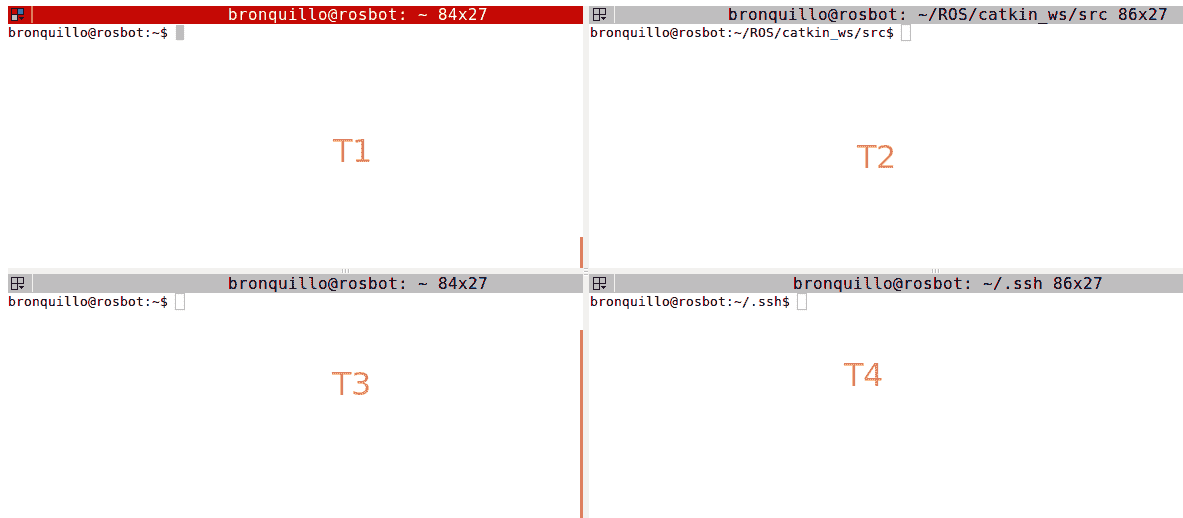 bronquillo@rosbot: ~ 84x27
bronquillo@rosbot:~$
T1
bronquillo@rosbot: ~/ROS/catkin_ws/src 86x27
bronquillo@rosbot:~/ROS/catkin_ws/src$
T2
bronquillo@rosbot: ~ 84x27
bronquillo@rosbot:~$
T3
bronquillo@rosbot: ~/.ssh 86x27
bronquillo@rosbot:~/.ssh$
T4